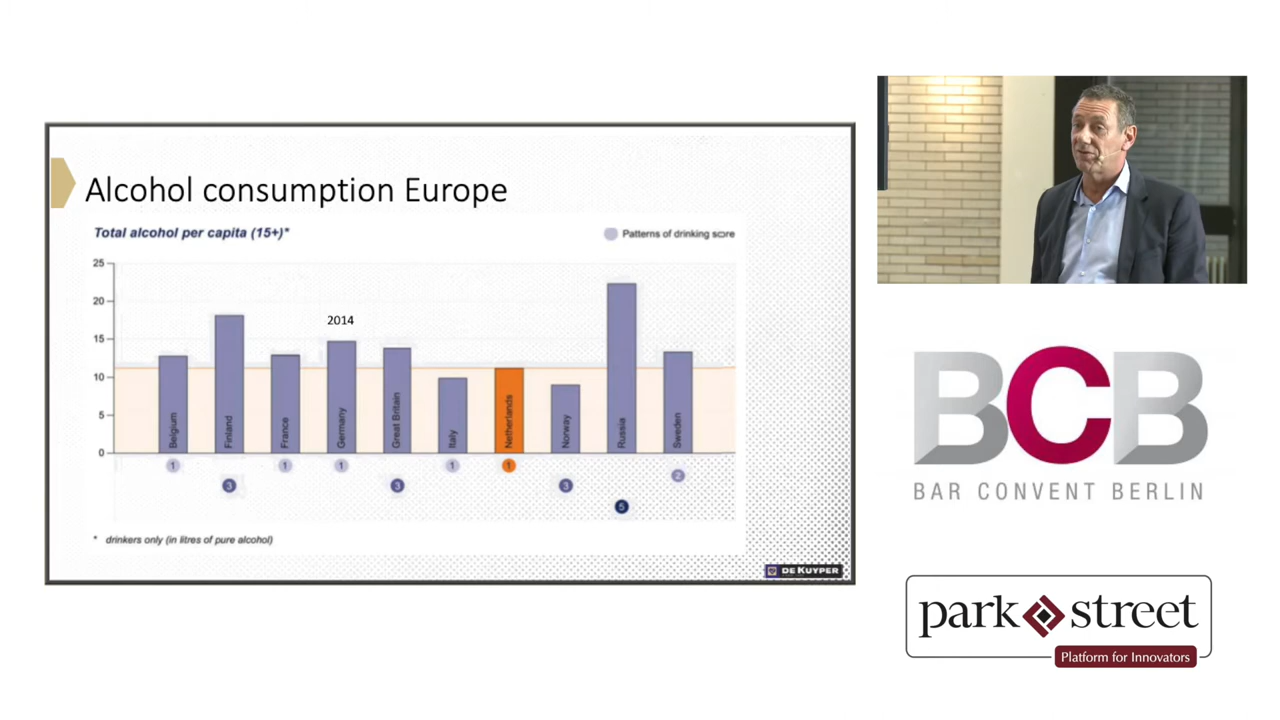 Alcohol consumption Europe
Total alcohol per capita (15+)*
Patterns of drinking score
25
20
15
10
5
0
2014
Belgium
Finland
France
Germany
Great Britain
Italy
Netherlands
Norway
Russia
Sweden
1
3
1
1
3
1
1
3
5
2
* drinkers only (in litres of pure alcohol)
DE KUYPER
BCB
BAR CONVENT BERLIN
park street
Platform for Innovators